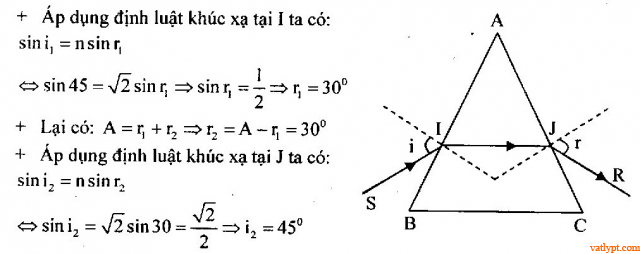 + Áp dụng định luật khúc xạ tại I ta có:
sin i₁ = n sin r₁
⇔ sin 45 = √2 sin r₁ ⇒ sin r₁ = 1/2 ⇒ r₁ = 30⁰
+ Lại có: A = r₁ + r₂ ⇒ r₂ = A − r₁ = 30⁰
+ Áp dụng định luật khúc xạ tại J ta có:
sin i₂ = n sin r₂
⇔ sin i₂ = √2 sin 30 = √2/2 ⇒ i₂ = 45⁰
A
I J
i r
S R
B C
vatlypt.com